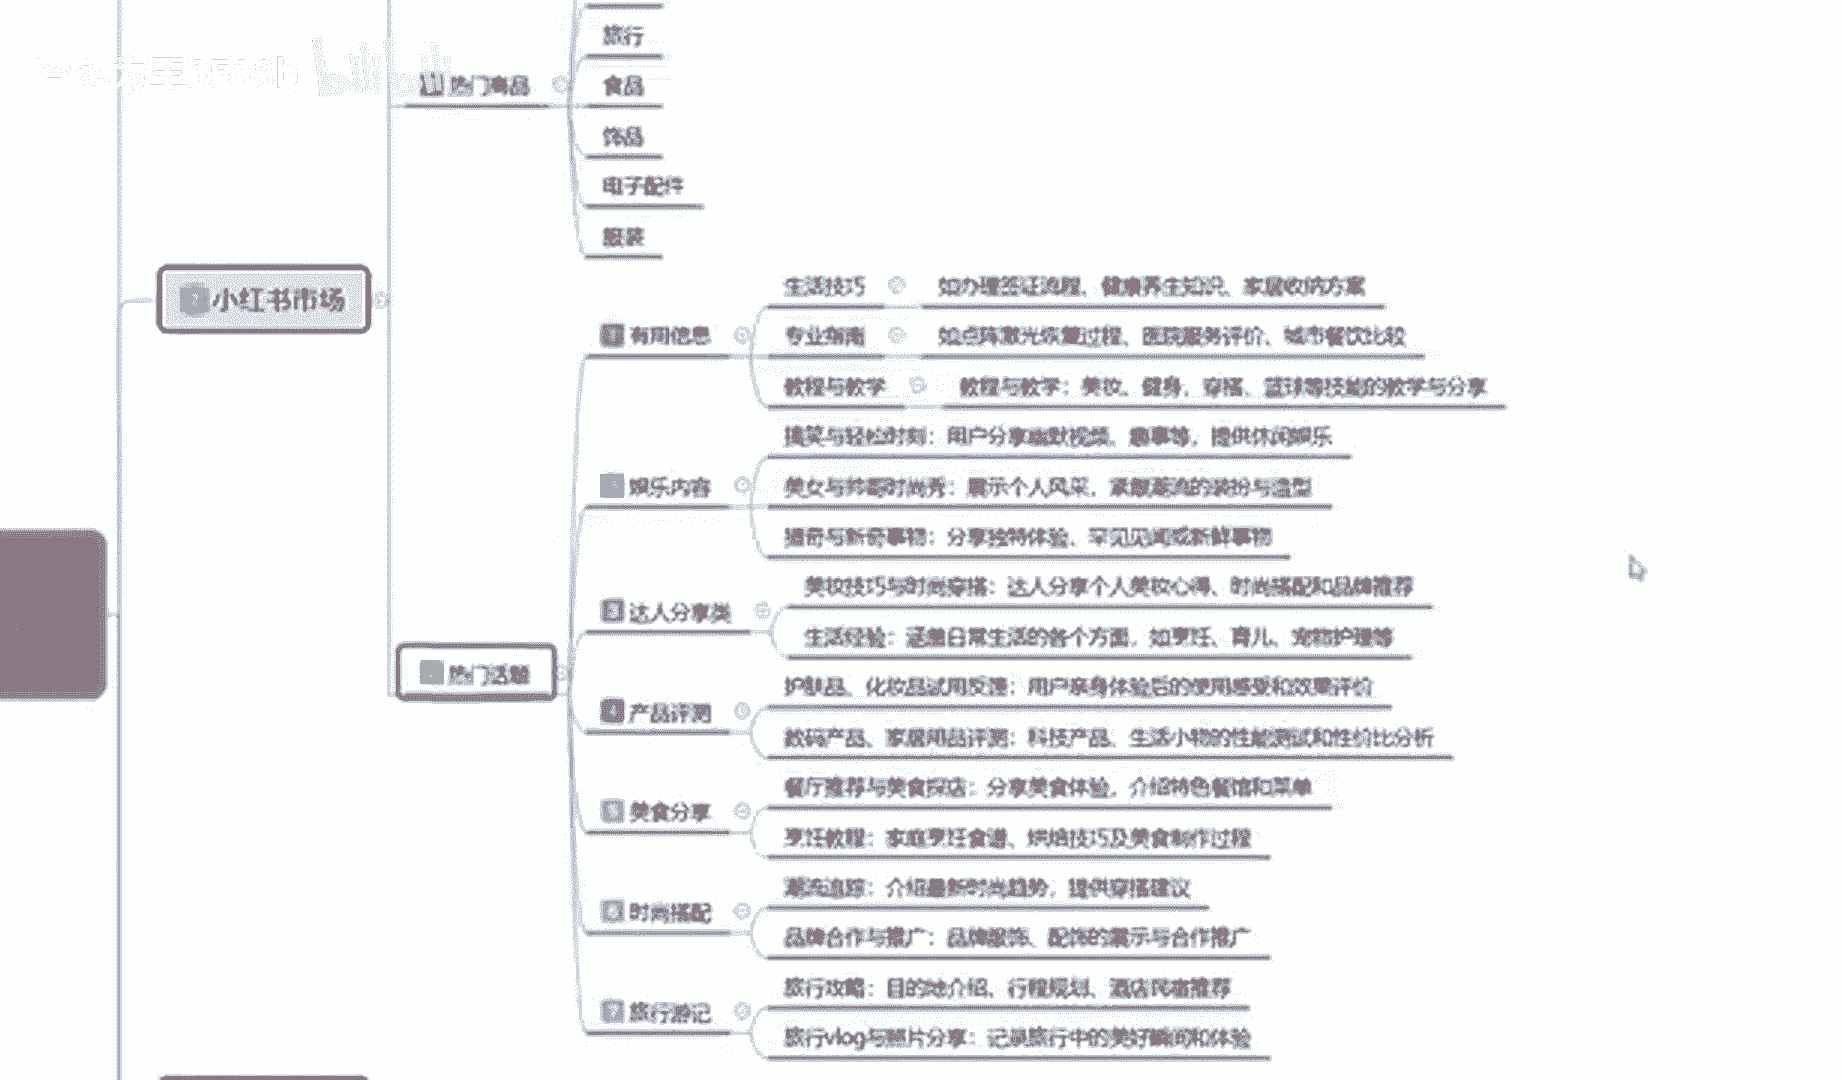 旅行
热门商品
食品
饰品
电子配件
服装
小红书市场
生活技巧
如办理签证流程、健康养生知识、家居收纳方案
1 有用信息
专业指南
如点痣激光恢复过程、医院服务评价、城市餐饮比较
教程与教学
教程与教学：美妆、健身、穿搭、篮球等技能的教学与分享
搞笑与轻松时刻：用户分享幽默视频、趣事等，提供休闲娱乐
娱乐内容
美女与帅哥时尚秀：展示个人风采，紧跟潮流的装扮与造型
猎奇与新奇事物：分享独特体验、罕见见闻或新鲜事物
美妆技巧与时尚穿搭：达人分享个人美妆心得、时尚搭配和品牌推荐
3 达人分享类
生活经验：涵盖日常生活的各个方面，如烹饪、育儿、宠物护理等
热门话题
护肤品、化妆品试用反馈：用户亲身体验后的使用感受和效果评价
4 产品评测
数码产品、家居用品评测：科技产品、生活小物的性能测试和性价比分析
餐厅推荐与美食探店：分享美食体验，介绍特色餐馆和菜单
5 美食分享
烹饪教程：家庭烹饪食谱、烘焙技巧及美食制作过程
潮流追踪：介绍最新时尚趋势，提供穿搭建议
6 时尚搭配
品牌合作与推广：品牌服饰、配饰的展示与合作推广
旅行攻略：目的地介绍、行程规划、酒店民宿推荐
7 旅行游记
旅行vlog与照片分享：记录旅行中的美好瞬间和体验